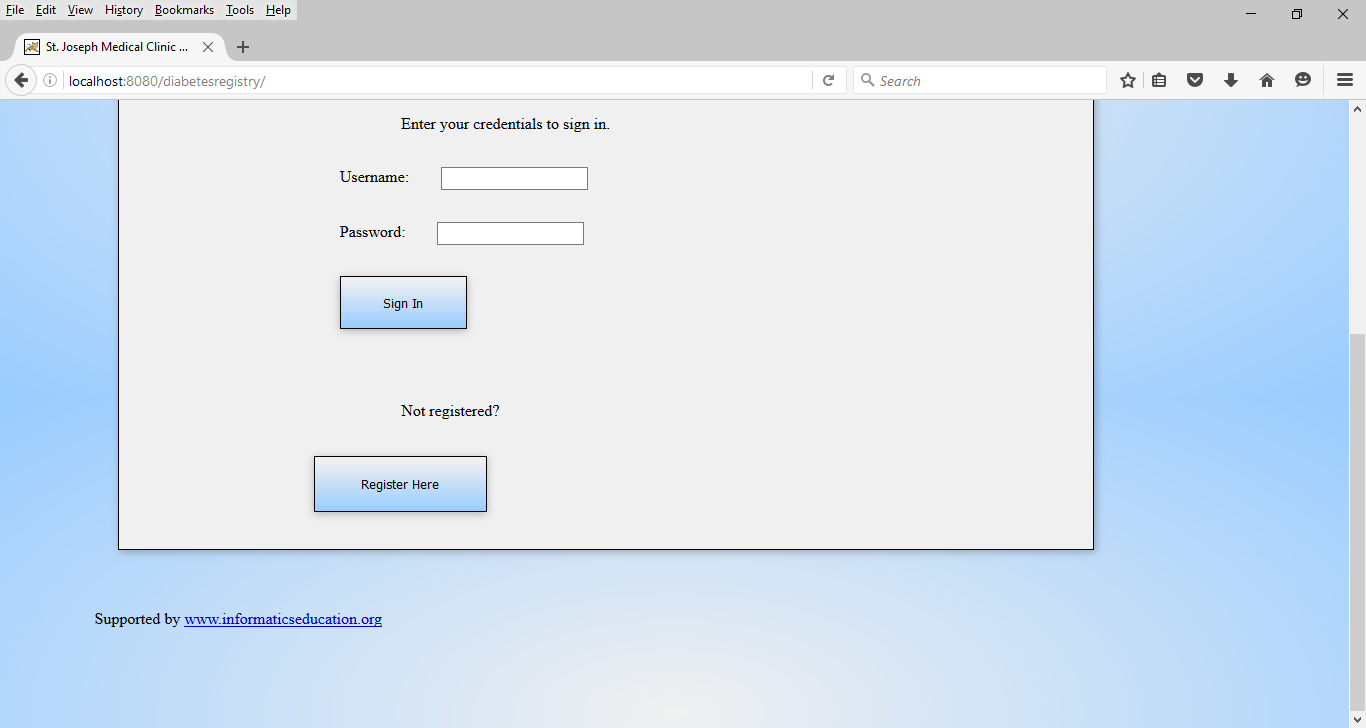 File Edit View History Bookmarks Tools Help
St. Joseph Medical Clinic ...
localhost:8080/diabetesregistry/
Search
Enter your credentials to sign in.
Username:
Password:
Sign In
Not registered?
Register Here
Supported by www.informaticseducation.org